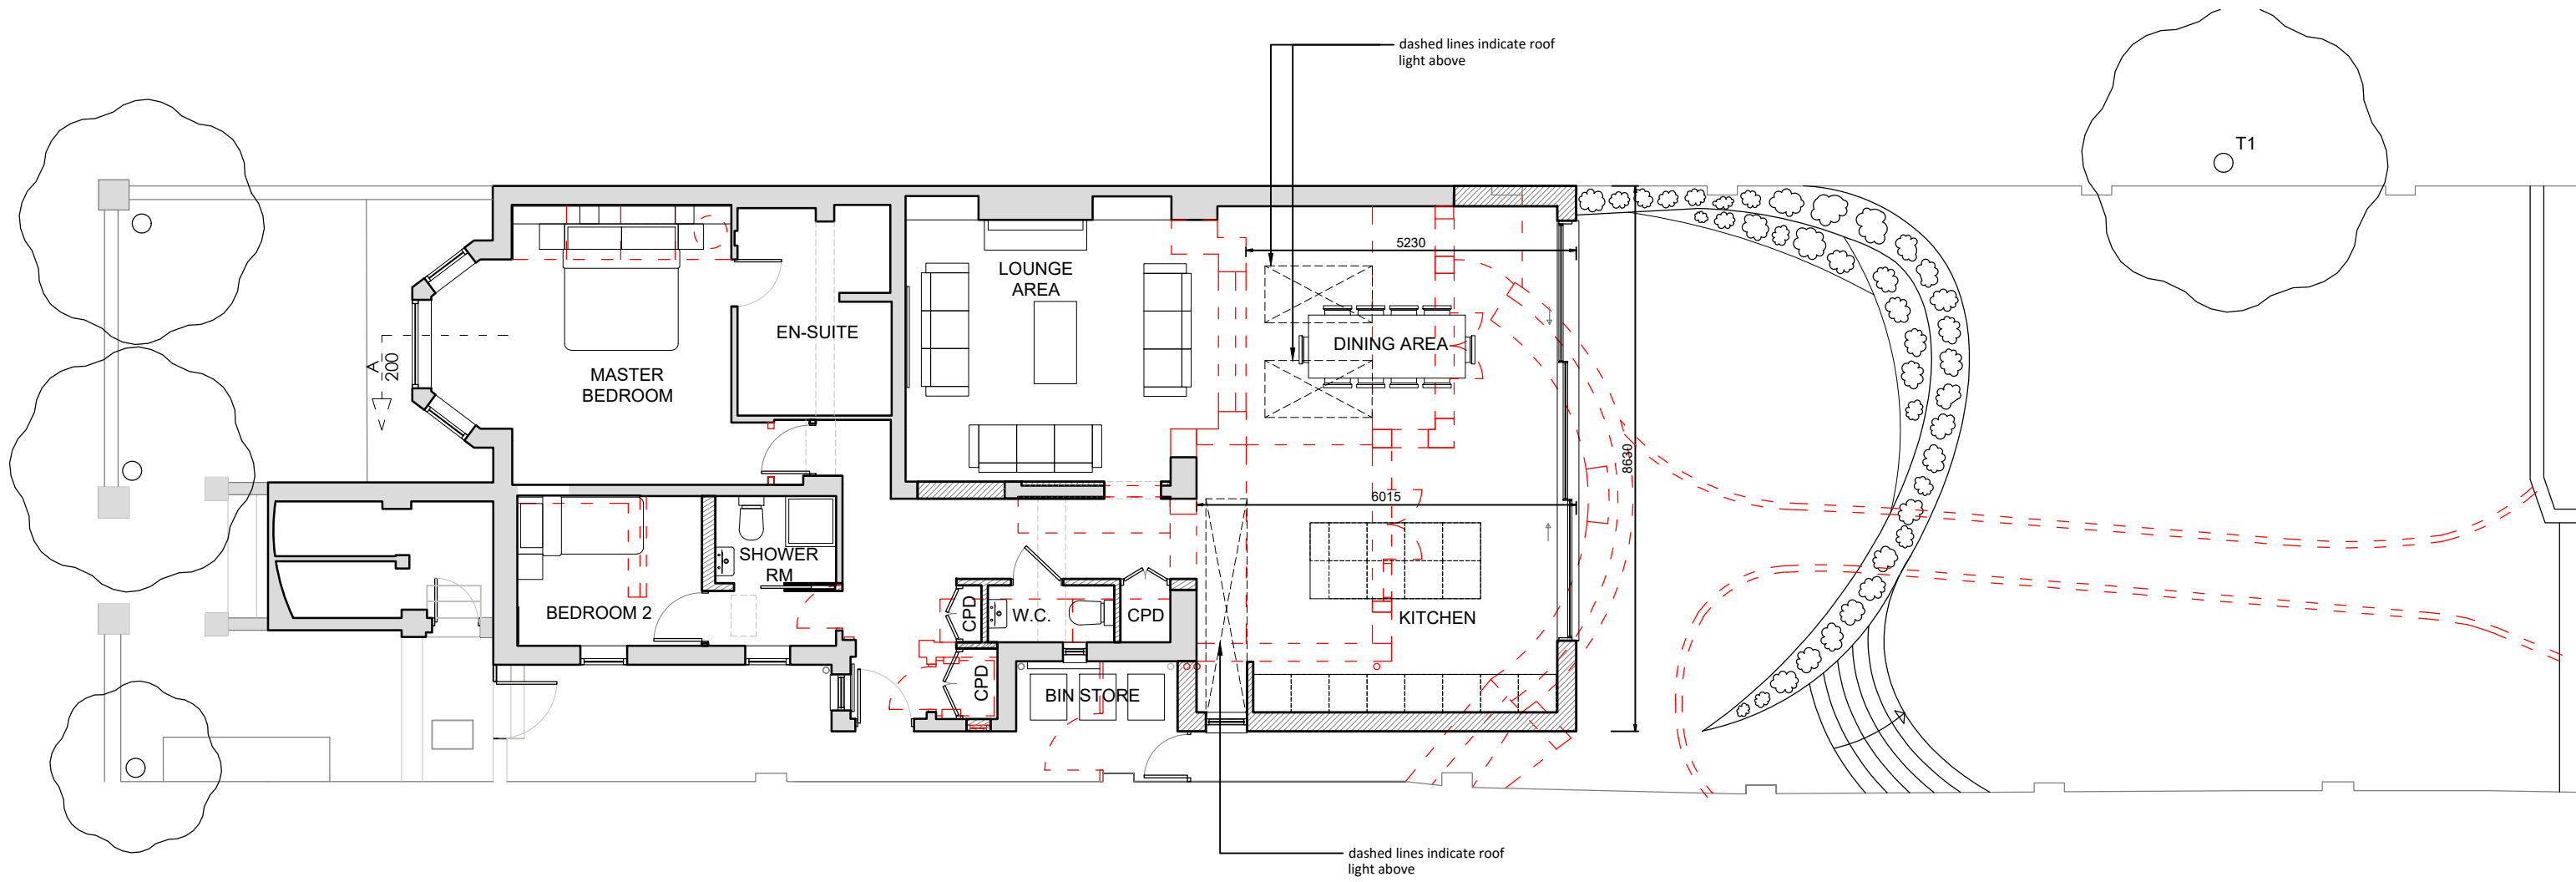 dashed lines indicate roof
light above
T1
5230
LOUNGE
AREA
EN-SUITE
DINING AREA
A
200
MASTER
BEDROOM
8630
6015
SHOWER
RM
BEDROOM 2
CPD
W.C.
CPD
KITCHEN
CPD
BIN STORE
dashed lines indicate roof
light above